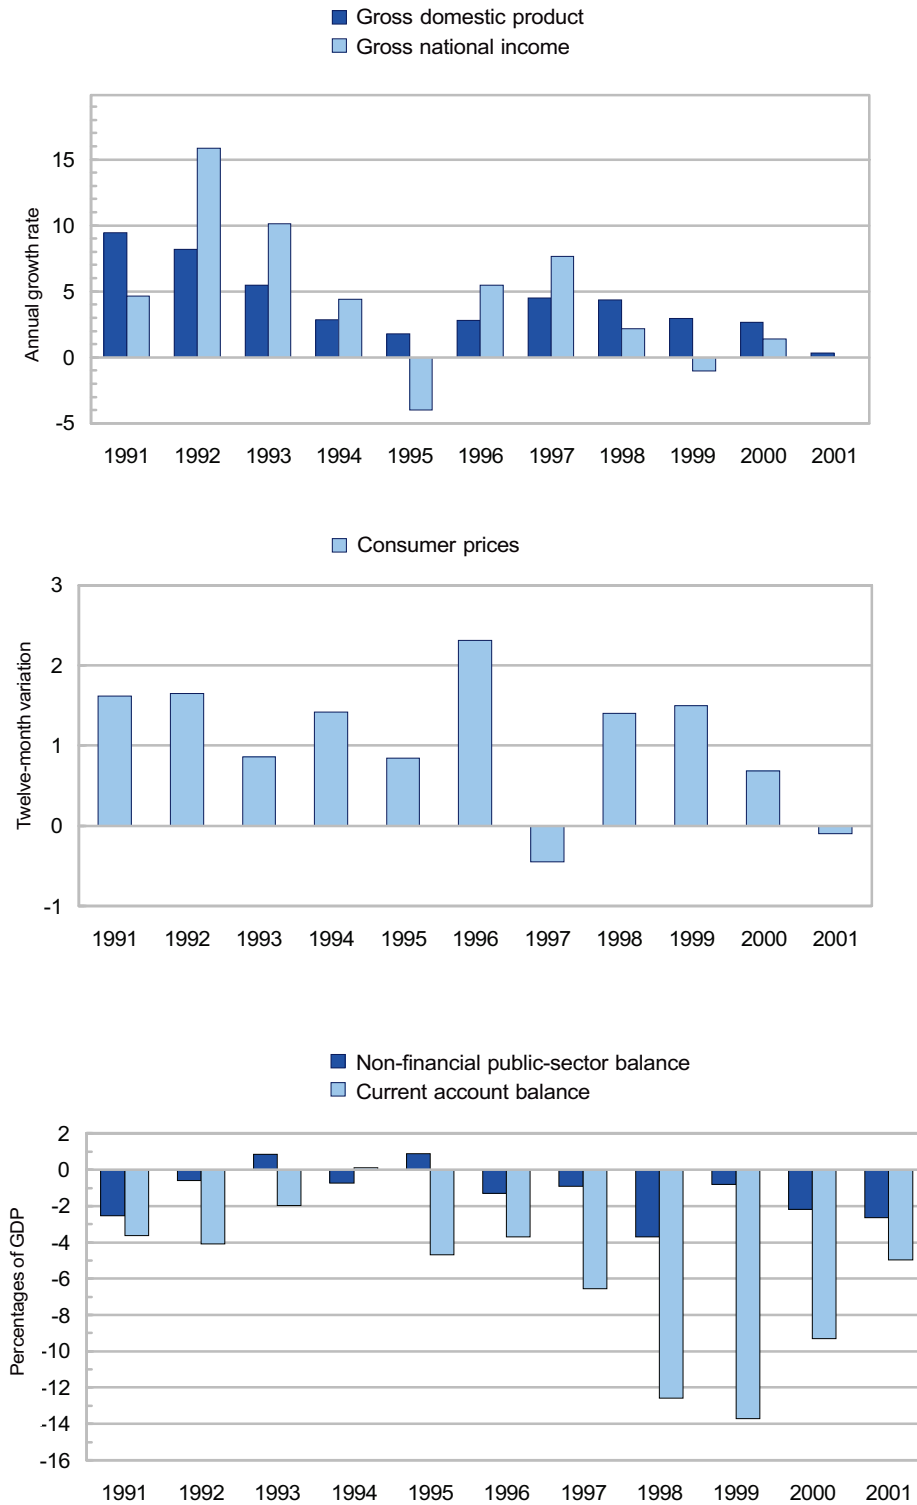 Gross domestic product
Gross national income
Annual growth rate
15
10
5
0
-5
1991 1992 1993 1994 1995 1996 1997 1998 1999 2000 2001
Consumer prices
Twelve-month variation
3
2
1
0
-1
1991 1992 1993 1994 1995 1996 1997 1998 1999 2000 2001
Non-financial public-sector balance
Current account balance
Percentages of GDP
2
0
-2
-4
-6
-8
-10
-12
-14
-16
1991 1992 1993 1994 1995 1996 1997 1998 1999 2000 2001